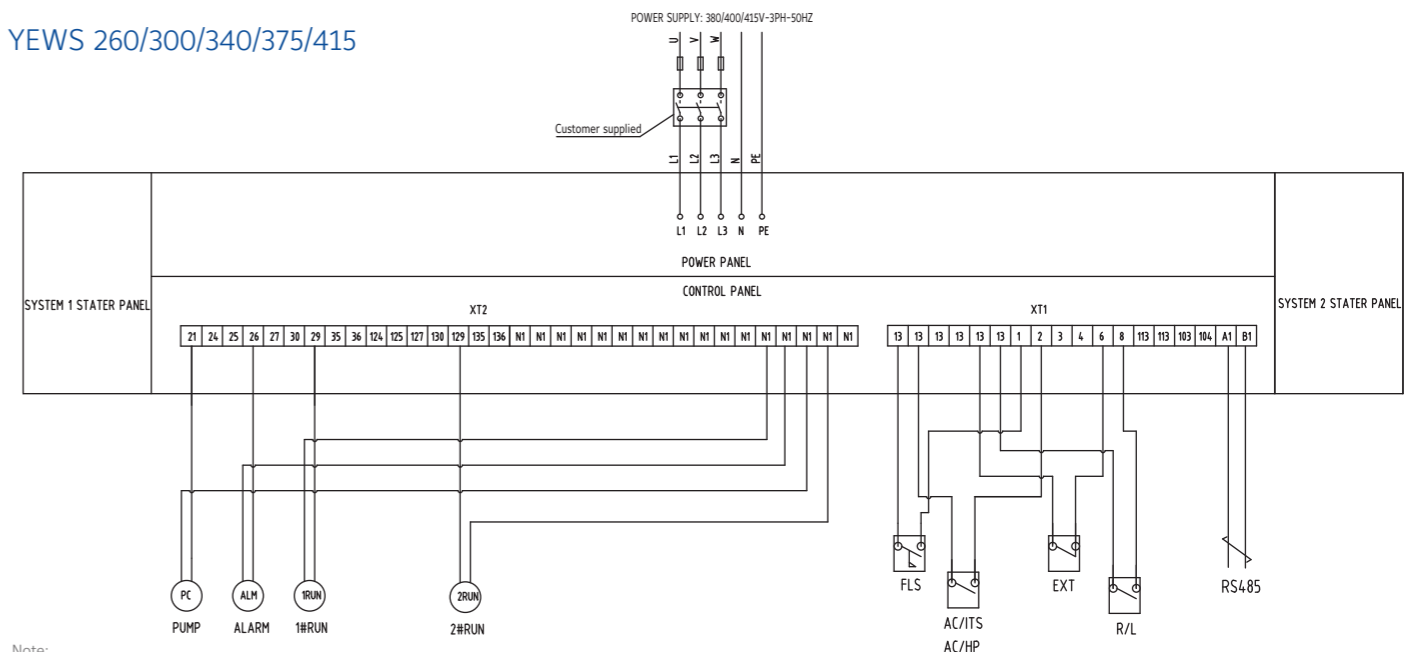 POWER SUPPLY: 380/400/415V-3PH-50HZ
YEWS 260/300/340/375/415
U V W
Customer supplied
L1 L2 L3 N PE
L1 L2 L3 N PE
POWER PANEL
CONTROL PANEL
SYSTEM 1 STATER PANEL
SYSTEM 2 STATER PANEL
XT2
XT1
21 24 25 26 27 30 29 35 36 124 125 127 130 129 135 136 N1 N1 N1 N1 N1 N1 N1 N1 N1 N1 N1 N1 N1 N1 N1 N1 N1
13 13 13 13 13 13 1 2 3 4 6 8 113 113 103 104 A1 B1
PC
ALM
1RUN
2RUN
PUMP
ALARM
1#RUN
2#RUN
FLS
AC/ITS
AC/HP
EXT
R/L
RS485
Note: